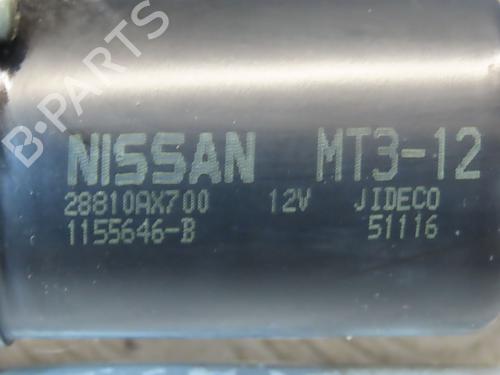 NISSAN MT3-12
28810AX700 12V JIDECO
1155646-B 51116
B-PARTS